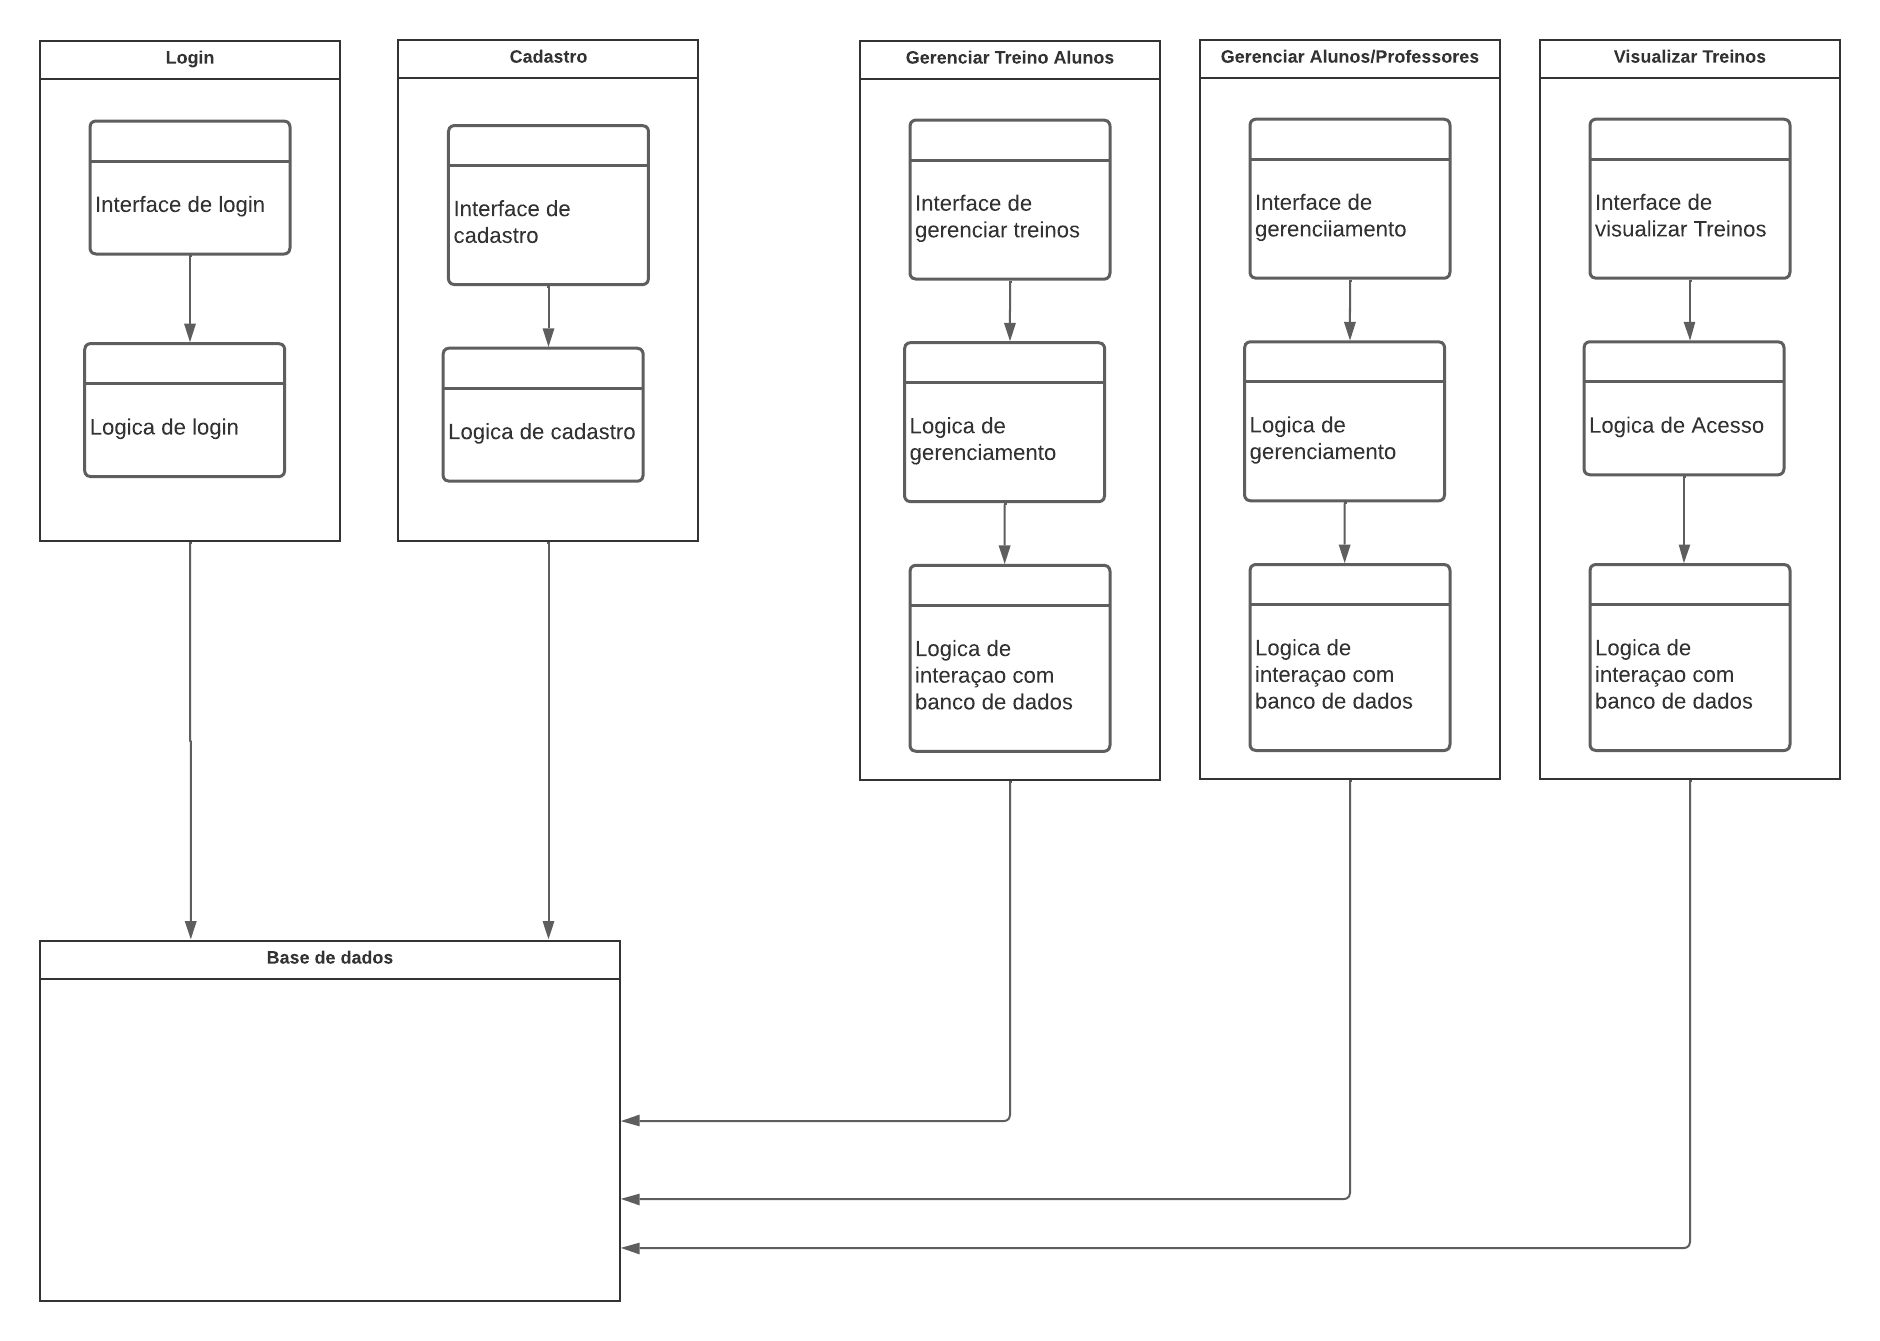 Login
Cadastro
Gerenciar Treino Alunos
Gerenciar Alunos/Professores
Visualizar Treinos
Interface de login
Interface de
cadastro
Interface de
gerenciar treinos
Interface de
gerenciiamento
Interface de
visualizar Treinos
Logica de login
Logica de cadastro
Logica de
gerenciamento
Logica de
gerenciamento
Logica de Acesso
Logica de
interaçao com
banco de dados
Logica de
interaçao com
banco de dados
Logica de
interaçao com
banco de dados
Base de dados